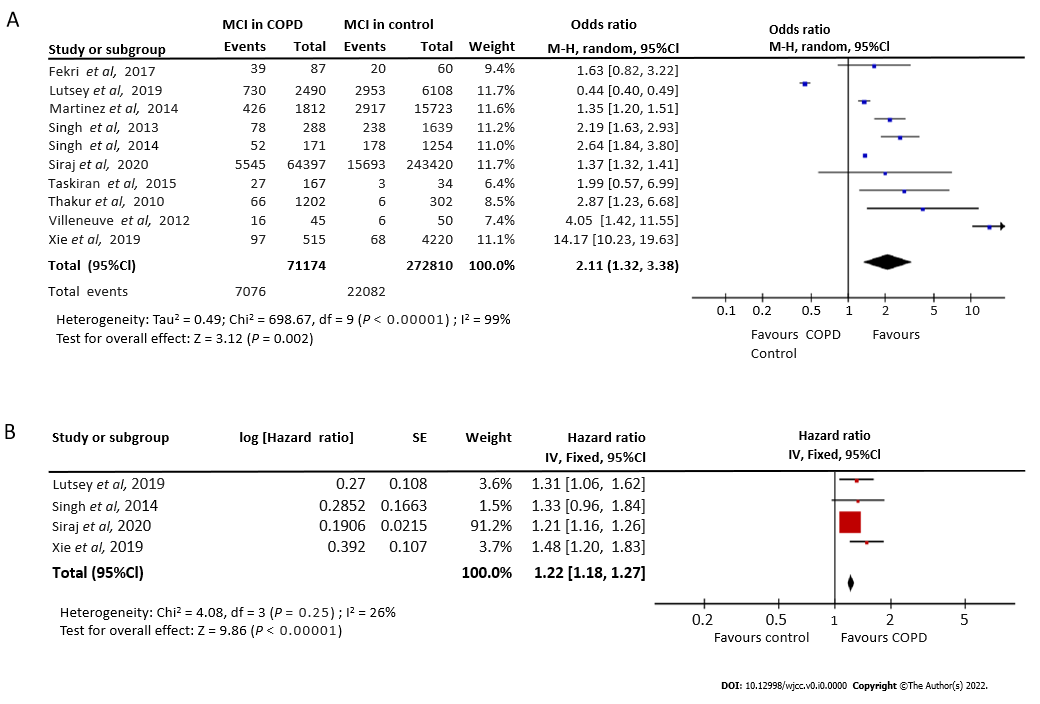 A
MCI in COPD MCI in control Odds ratio Odds ratio
Study or subgroup Events Total Events Total Weight M-H, random, 95%Cl M-H, random, 95%Cl
Fekri et al, 2017 39 87 20 60 9.4% 1.63 [0.82, 3.22]
Lutsey et al, 2019 730 2490 2953 6108 11.7% 0.44 [0.40, 0.49]
Martinez et al, 2014 426 1812 2917 15723 11.6% 1.35 [1.20, 1.51]
Singh et al, 2013 78 288 238 1639 11.2% 2.19 [1.63, 2.93]
Singh et al, 2014 52 171 178 1254 11.0% 2.64 [1.84, 3.80]
Siraj et al, 2020 5545 64397 15693 243420 11.7% 1.37 [1.32, 1.41]
Taskiran et al, 2015 27 167 3 34 6.4% 1.99 [0.57, 6.99]
Thakur et al, 2010 66 1202 6 302 8.5% 2.87 [1.23, 6.68]
Villeneuve et al, 2012 16 45 6 50 7.4% 4.05 [1.42, 11.55]
Xie et al, 2019 97 515 68 4220 11.1% 14.17 [10.23, 19.63]
Total (95%Cl) 71174 272810 100.0% 2.11 (1.32, 3.38)
Total events 7076 22082
0.1 0.2 0.5 1 2 5 10
Heterogeneity: Tau² = 0.49; Chi² = 698.67, df = 9 (P < 0.00001) ; I² = 99%
Test for overall effect: Z = 3.12 (P = 0.002)
Favours COPD Favours
Control
B
Study or subgroup log [Hazard ratio] SE Weight Hazard ratio Hazard ratio
IV, Fixed, 95%Cl IV, Fixed, 95%Cl
Lutsey et al, 2019 0.27 0.108 3.6% 1.31 [1.06, 1.62]
Singh et al, 2014 0.2852 0.1663 1.5% 1.33 [0.96, 1.84]
Siraj et al, 2020 0.1906 0.0215 91.2% 1.21 [1.16, 1.26]
Xie et al, 2019 0.392 0.107 3.7% 1.48 [1.20, 1.83]
Total (95%Cl) 100.0% 1.22 [1.18, 1.27]
Heterogeneity: Chi² = 4.08, df = 3 (P = 0.25) ; I² = 26%
Test for overall effect: Z = 9.86 (P < 0.00001)
0.2 0.5 1 2 5
Favours control Favours COPD
DOI: 10.12998/wjcc.v0.i0.0000 Copyright ©The Author(s) 2022.